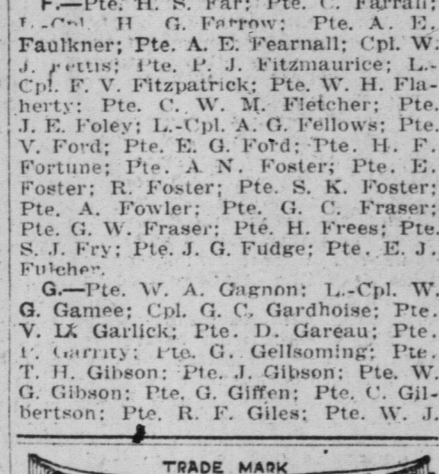 F.—Pte. H. S. Far; Pte. C. Farrall;
L.-Cpl. H. G. Farrow; Pte. A. E.
Faulkner; Pte. A. E. Fearnall; Cpl. W.
J. Fettis; Pte. P. J. Fitzmaurice; L.-
Cpl. F. V. Fitzpatrick; Pte. W. H. Fla-
herty; Pte. C. W. M. Fletcher; Pte.
J. E. Foley; L.-Cpl. A. G. Fellows; Pte.
V. Ford; Pte. E. G. Ford; Pte. H. F.
Fortune; Pte. A. N. Foster; Pte. E.
Foster; R. Foster; Pte. S. K. Foster;
Pte. A. Fowler; Pte. G. C. Fraser;
Pte. G. W. Fraser; Pte. H. Frees; Pte.
S. J. Fry; Pte. J. G. Fudge; Pte. E. J.
Fulcher.
G.—Pte. W. A. Gagnon; L.-Cpl. W.
G. Gamee; Cpl. G. C. Gardhoise; Pte.
V. Garlick; Pte. D. Gareau; Pte.
Garrity; Pte. G. Gellsoming; Pte.
T. H. Gibson; Pte. J. Gibson; Pte. W.
G. Gibson; Pte. G. Giffen; Pte. C. Gil-
bertson; Pte. R. F. Giles; Pte. W. J.
TRADE MARK